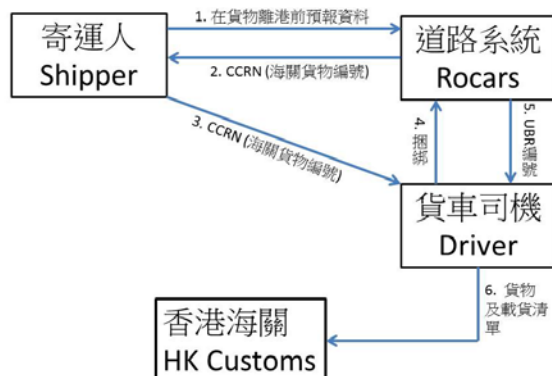 寄運人
Shipper
1. 在貨物離港前預報資料
2. CCRN (海關貨物編號)
道路系統
Rocars
3. CCRN (海關貨物編號)
4. 捆綁
5. UBR編號
貨車司機
Driver
6. 貨物
及載貨清
單
香港海關
HK Customs